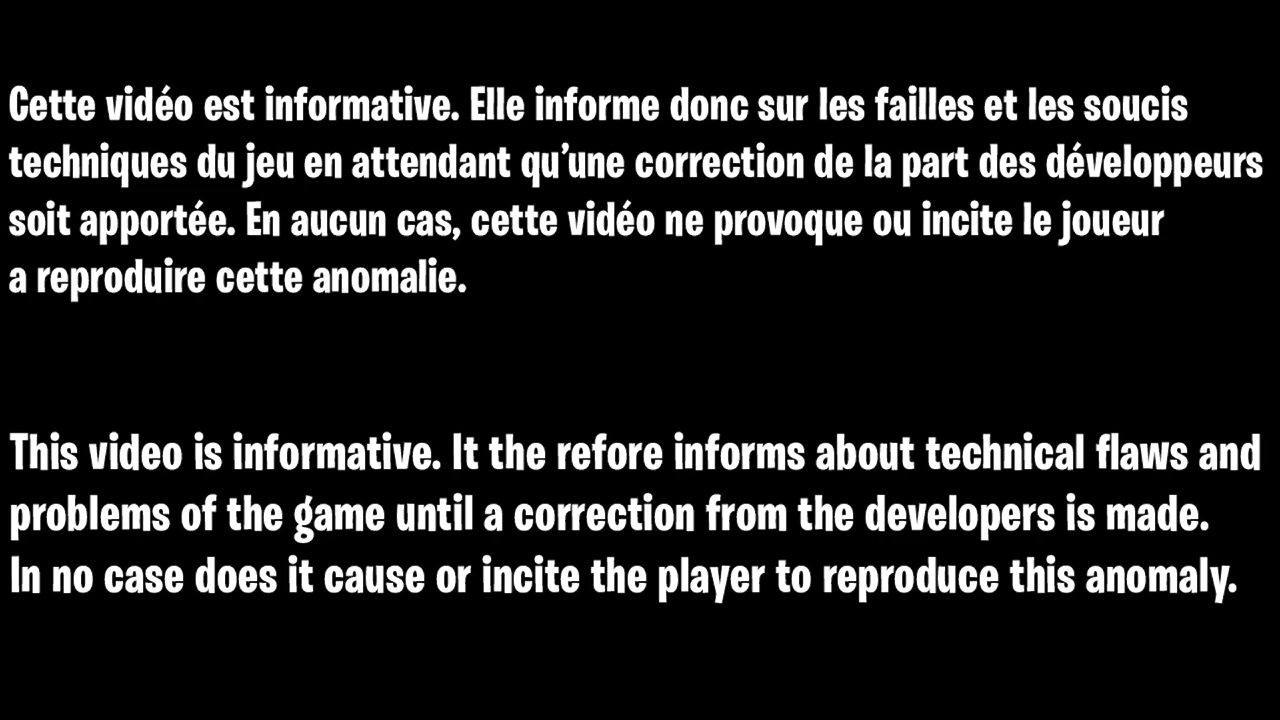 Cette vidéo est informative. Elle informe donc sur les failles et les soucis
techniques du jeu en attendant qu’une correction de la part des développeurs
soit apportée. En aucun cas, cette vidéo ne provoque ou incite le joueur
a reproduire cette anomalie.
This video is informative. It the refore informs about technical flaws and
problems of the game until a correction from the developers is made.
In no case does it cause or incite the player to reproduce this anomaly.